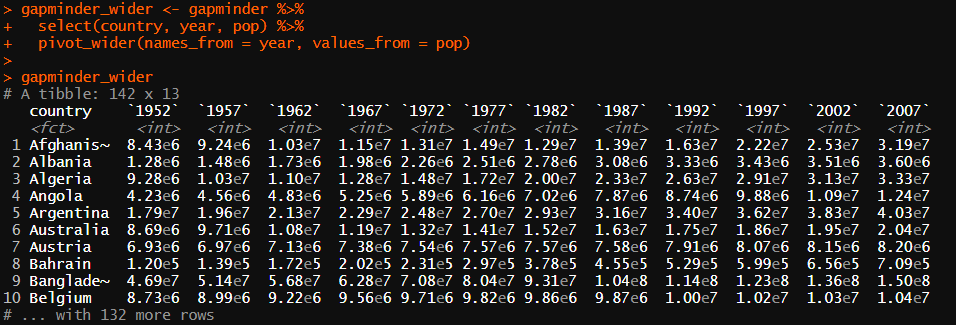 > gapminder_wider <- gapminder %>%
+   select(country, year, pop) %>%
+   pivot_wider(names_from = year, values_from = pop)
>
> gapminder_wider
# A tibble: 142 x 13
   country   `1952` `1957` `1962` `1967` `1972` `1977` `1982` `1987` `1992` `1997` `2002` `2007`
   <fct>      <int>  <int>  <int>  <int>  <int>  <int>  <int>  <int>  <int>  <int>  <int>  <int>
 1 Afghanis~ 8.43e6 9.24e6 1.03e7 1.15e7 1.31e7 1.49e7 1.29e7 1.39e7 1.63e7 2.22e7 2.53e7 3.19e7
 2 Albania   1.28e6 1.48e6 1.73e6 1.98e6 2.26e6 2.51e6 2.78e6 3.08e6 3.33e6 3.43e6 3.51e6 3.60e6
 3 Algeria   9.28e6 1.03e7 1.10e7 1.28e7 1.48e7 1.72e7 2.00e7 2.33e7 2.63e7 2.91e7 3.13e7 3.33e7
 4 Angola    4.23e6 4.56e6 4.83e6 5.25e6 5.89e6 6.16e6 7.02e6 7.87e6 8.74e6 9.88e6 1.09e7 1.24e7
 5 Argentina 1.79e7 1.96e7 2.13e7 2.29e7 2.48e7 2.70e7 2.93e7 3.16e7 3.40e7 3.62e7 3.83e7 4.03e7
 6 Australia 8.69e6 9.71e6 1.08e7 1.19e7 1.32e7 1.41e7 1.52e7 1.63e7 1.75e7 1.86e7 1.95e7 2.04e7
 7 Austria   6.93e6 6.97e6 7.13e6 7.38e6 7.54e6 7.57e6 7.57e6 7.58e6 7.91e6 8.07e6 8.15e6 8.20e6
 8 Bahrain   1.20e5 1.39e5 1.72e5 2.02e5 2.31e5 2.97e5 3.78e5 4.55e5 5.29e5 5.99e5 6.56e5 7.09e5
 9 Banglade~ 4.69e7 5.14e7 5.68e7 6.28e7 7.08e7 8.04e7 9.31e7 1.04e8 1.14e8 1.23e8 1.36e8 1.50e8
10 Belgium   8.73e6 8.99e6 9.22e6 9.56e6 9.71e6 9.82e6 9.86e6 9.87e6 1.00e7 1.02e7 1.03e7 1.04e7
# ... with 132 more rows